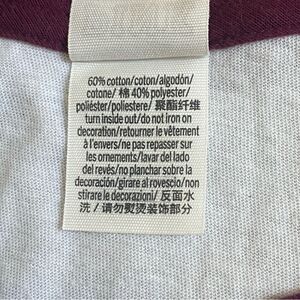 60% cotton/coton/algodón/
cotone/ 棉 40% polyester/
poliéster/poliestere/ 聚酯纤维
turn inside out/do not iron on
decoration/retourner le vêtement
à l'envers/ne pas repasser sur
les ornements/lavar del lado
del revés/no planchar sobre la
decoración/girare al rovescio/non
stirare le decorazioni/ 反面水
洗 / 请勿熨烫装饰部分